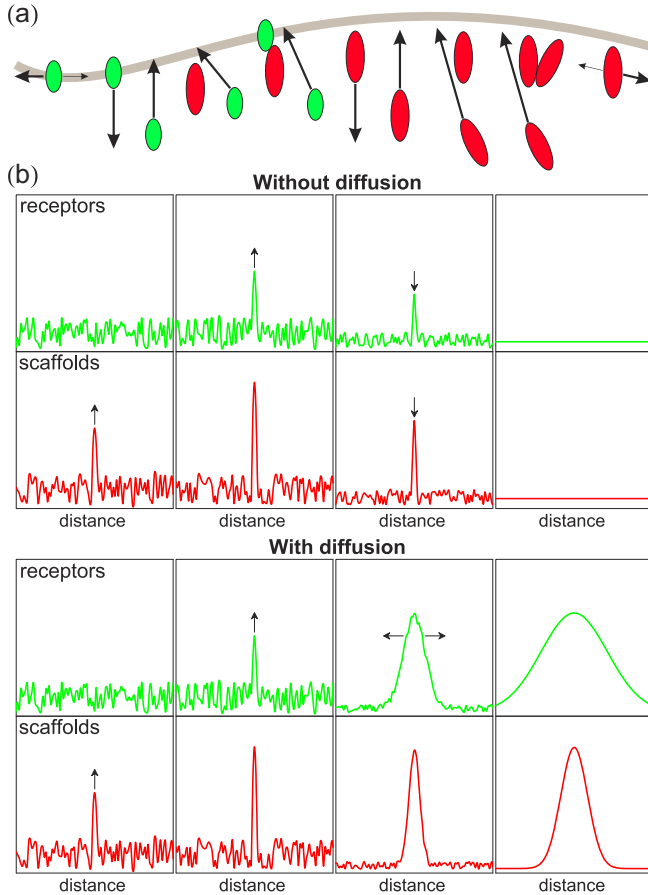 (a)
(b)
Without diffusion
receptors
scaffolds
distance distance distance distance
With diffusion
receptors
scaffolds
distance distance distance distance